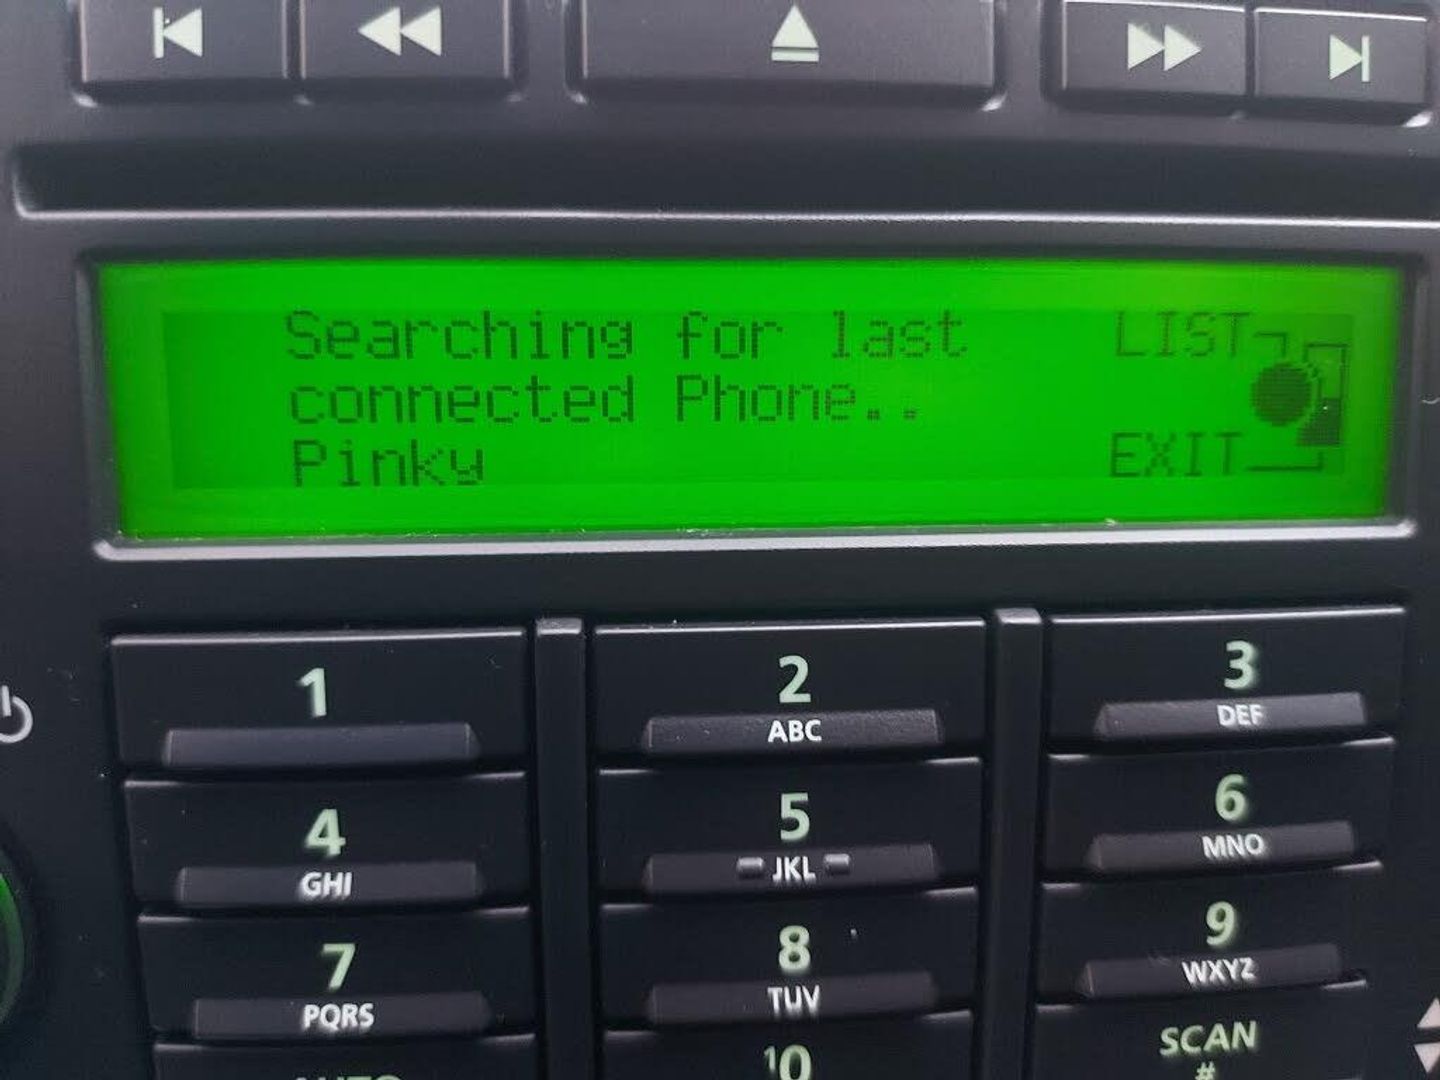 Searching for last LIST
connected Phone..
Pinky EXIT
1
2
ABC
3
DEF
4
GHI
5
JKL
6
MNO
7
PQRS
8
TUV
9
WXYZ
AUTO
10
SCAN
#